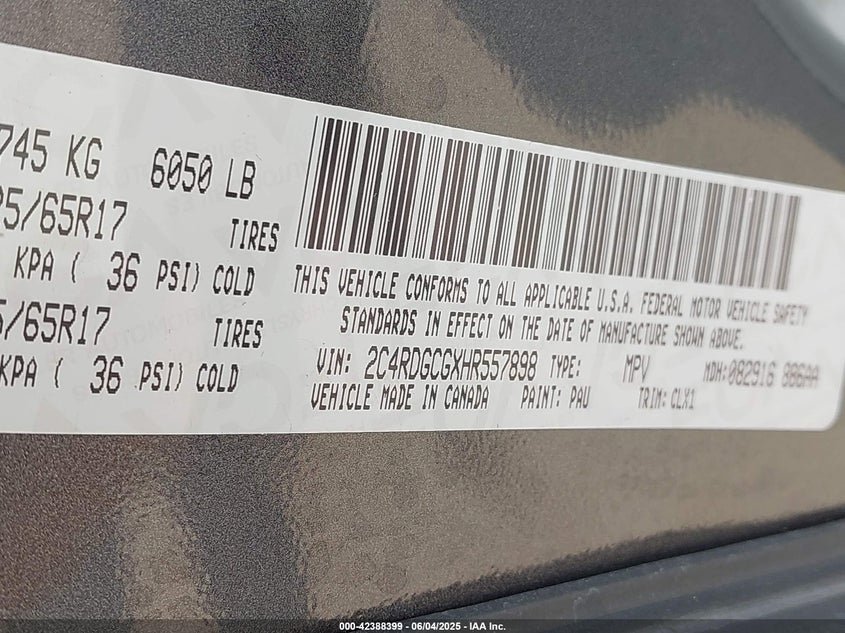 745 KG 6050 LB
25/65R17 TIRES
KPA ( 36 PSI) COLD
5/65R17 TIRES
KPA ( 36 PSI) COLD
THIS VEHICLE CONFORMS TO ALL APPLICABLE U.S.A. FEDERAL MOTOR VEHICLE SAFETY
STANDARDS IN EFFECT ON THE DATE OF MANUFACTURE SHOWN ABOVE.
VIN: 2C4RDGCGXHR557898 TYPE: MPV MDH: 082916 886AA
VEHICLE MADE IN CANADA PAINT: PAU TRIM: CLX1
000-42388399 - 06/04/2025 - IAA Inc.